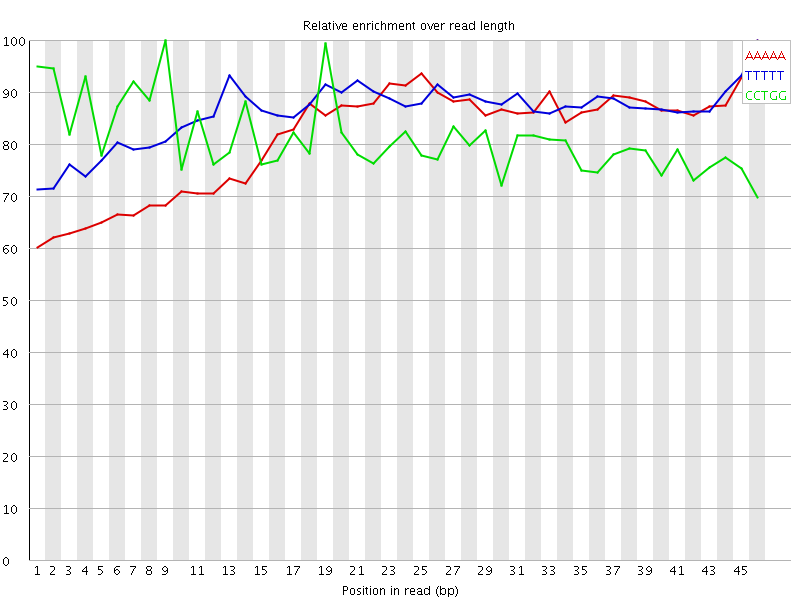 Relative enrichment over read length
100
90
80
70
60
50
40
30
20
10
0
AAAAA
TTTTT
CCTGG
1 2 3 4 5 6 7 8 9 11 13 15 17 19 21 23 25 27 29 31 33 35 37 39 41 43 45
Position in read (bp)